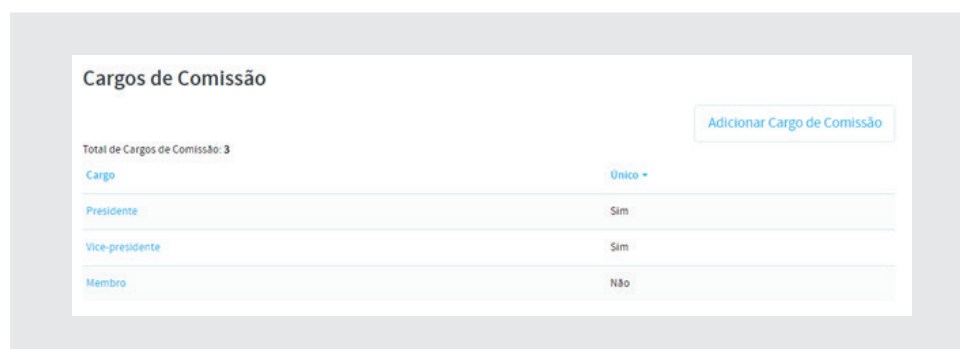 Cargos de Comissão
Adicionar Cargo de Comissão
Total de Cargos de Comissão: 3
Cargo Único
Presidente Sim
Vice-presidente Sim
Membro Não